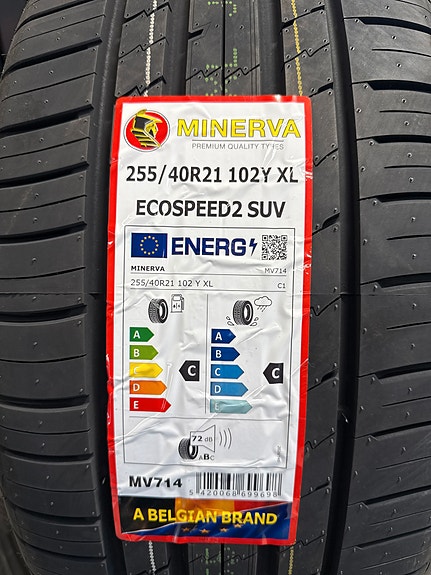 MINERVA
PREMIUM QUALITY TYRES
255/40R21 102Y XL
ECOSPEED2 SUV
ENERG
MINERVA MV714
255/40R21 102 Y XL C1
A A
B B
C C C C
D D
E E
72 dB
ABC
MV714
5420068699698
A BELGIAN BRAND